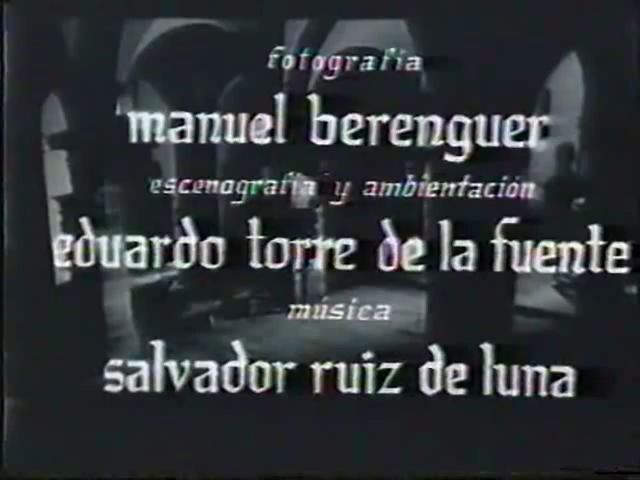 fotografía
manuel berenguer
escenografía y ambientación
eduardo torre de la fuente
música
salvador ruiz de luna